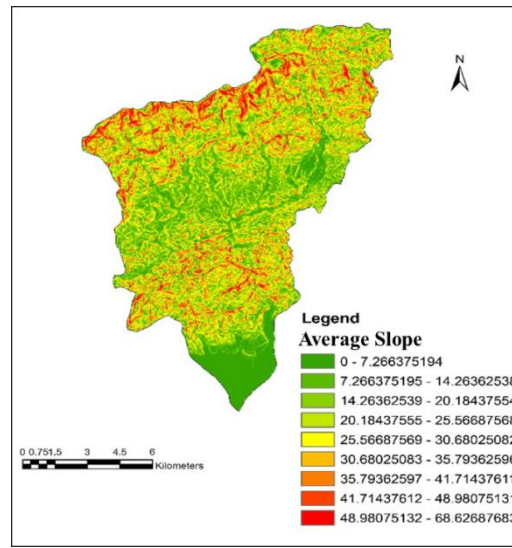 N
Legend
Average Slope
0 - 7.266375194
7.266375195 - 14.26362538
14.26362539 - 20.18437554
20.18437555 - 25.56687568
25.56687569 - 30.68025082
30.68025083 - 35.79362596
35.79362597 - 41.71437611
41.71437612 - 48.98075131
48.98075132 - 68.62687683
0 0.751.5 3 4.5 6
Kilometers